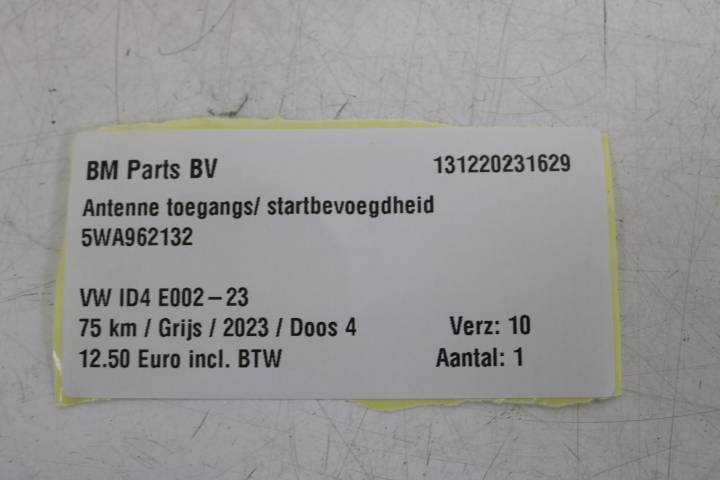 BM Parts BV 131220231629
Antenne toegangs/ startbevoegdheid
5WA962132
VW ID4 E002-23
75 km / Grijs / 2023 / Doos 4 Verz: 10
12.50 Euro incl. BTW Aantal: 1